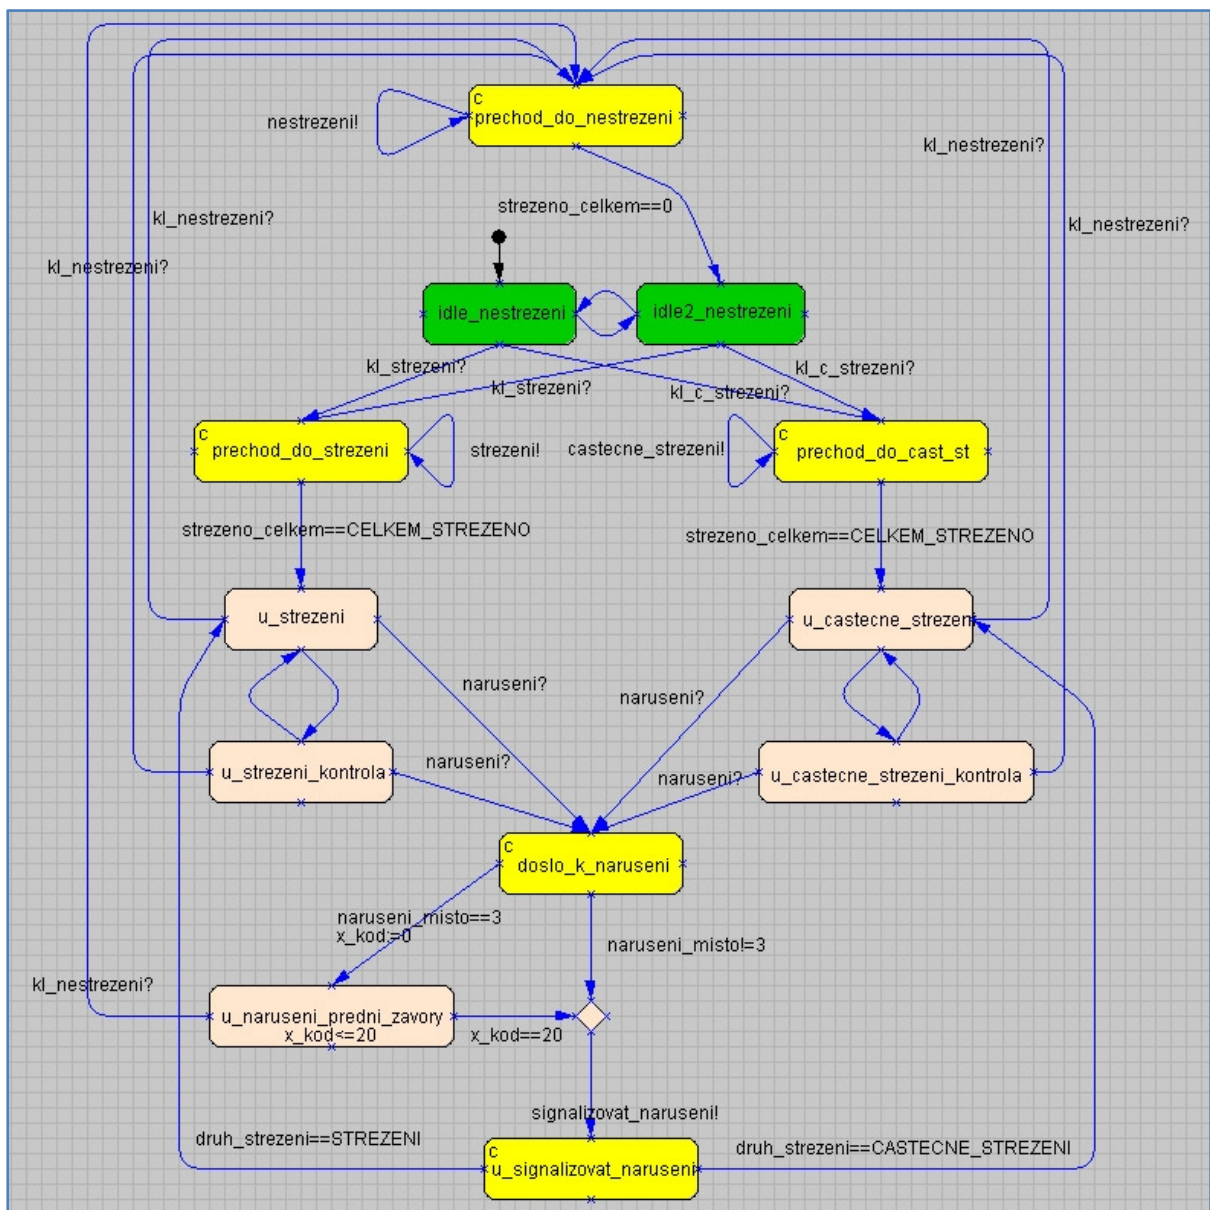 C
prechod_do_nestrezeni
nestrezeni!
kl_nestrezeni?
strezeno_celkem==0
kl_nestrezeni?
kl_nestrezeni?
kl_nestrezeni?
idle_nestrezeni
idle2_nestrezeni
kl_strezeni?
kl_c_strezeni?
kl_strezeni?
kl_c_strezeni?
C
prechod_do_strezeni
strezeni!
castecne_strezeni!
C
prechod_do_cast_st
strezeno_celkem==CELKEM_STREZENO
strezeno_celkem==CELKEM_STREZENO
u_strezeni
u_castecne_strezeni
naruseni?
naruseni?
u_strezeni_kontrola
naruseni?
naruseni?
u_castecne_strezeni_kontrola
C
doslo_k_naruseni
naruseni_misto==3
x_kod:=0
naruseni_misto!=3
kl_nestrezeni?
u_naruseni_predni_zavory
x_kod<=20
x_kod==20
signalizovat_naruseni!
druh_strezeni==STREZENI
druh_strezeni==CASTECNE_STREZENI
C
u_signalizovat_naruseni